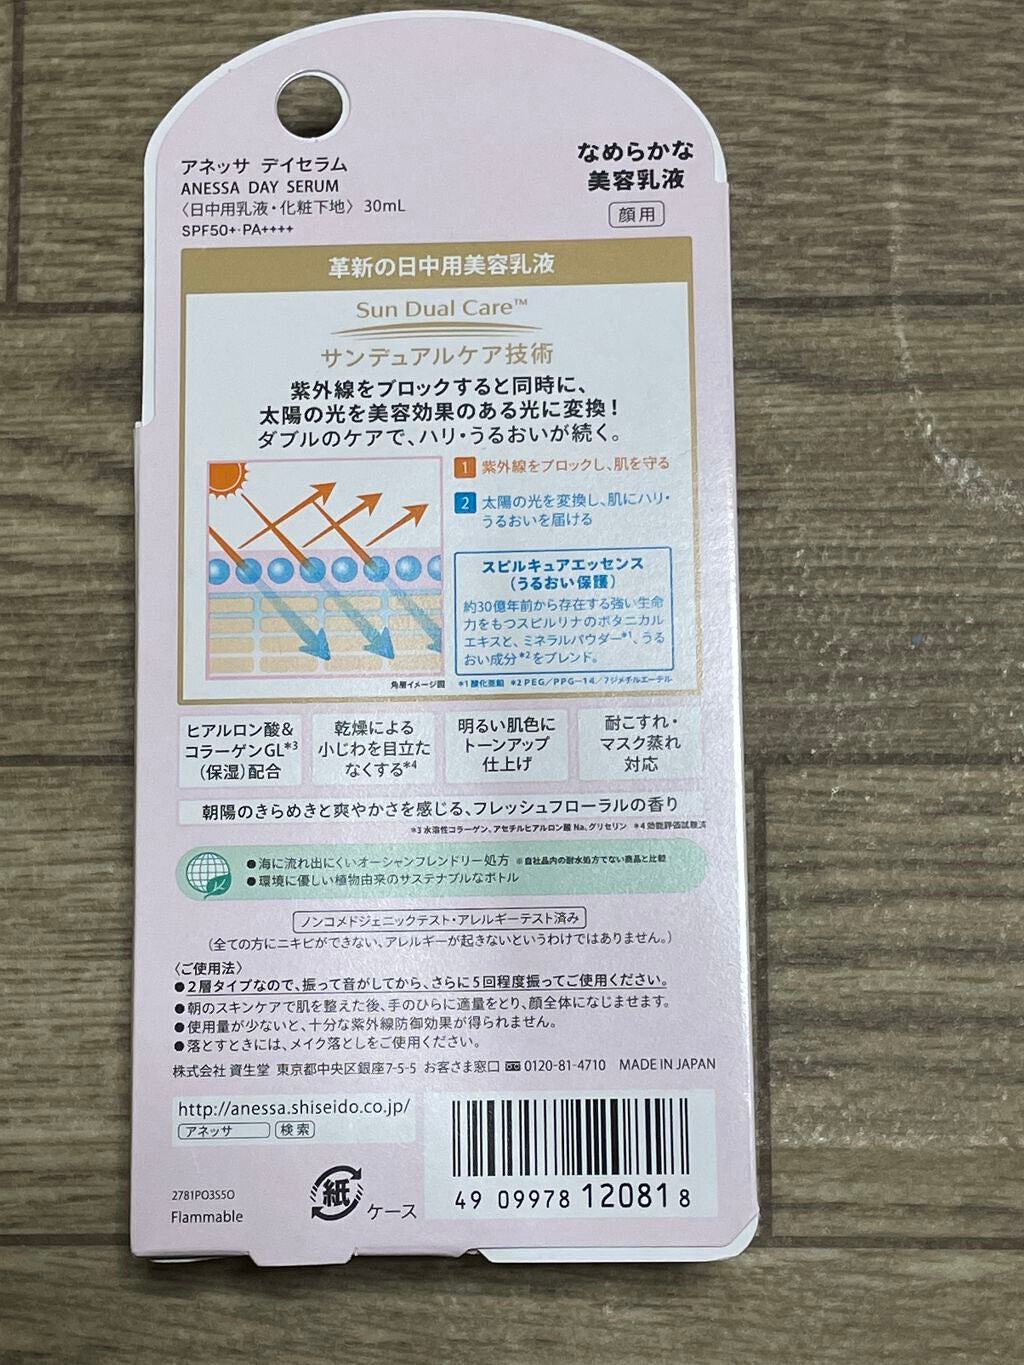 アネッサ デイセラム
ANESSA DAY SERUM
〈日中用乳液・化粧下地〉 30mL
SPF50+・PA++++
なめらかな
美容乳液
顔用
革新の日中用美容乳液
Sun Dual Care™
サンデュアルケア技術
紫外線をブロックすると同時に、
太陽の光を美容効果のある光に変換！
ダブルのケアで、ハリ・うるおいが続く。
1 紫外線をブロックし、肌を守る
2 太陽の光を変換し、肌にハリ・
うるおいを届ける
スピルキュアエッセンス
（うるおい保護）
約30億年前から存在する強い生命
力をもつスピルリナのボタニカル
エキスと、ミネラルパウダー*1、うる
おい成分*2をブレンド。
角層イメージ図
*1 酸化亜鉛 *2 PEG／PPG－14／7ジメチルエーテル
ヒアルロン酸＆
コラーゲンGL*3
（保湿）配合
乾燥による
小じわを目立た
なくする*4
明るい肌色に
トーンアップ
仕上げ
耐こすれ・
マスク蒸れ
対応
朝陽のきらめきと爽やかさを感じる、フレッシュフローラルの香り
*3 水溶性コラーゲン、アセチルヒアルロン酸 Na、グリセリン *4 効能評価試験済
●海に流れ出にくいオーシャンフレンドリー処方 ※自社品内の耐水処方でない商品と比較
●環境に優しい植物由来のサステナブルなボトル
ノンコメドジェニックテスト・アレルギーテスト済み
（全ての方にニキビができない、アレルギーが起きないというわけではありません。）
〈ご使用法〉
●2層タイプなので、振って音がしてから、さらに5回程度振ってご使用ください。
●朝のスキンケアで肌を整えた後、手のひらに適量をとり、顔全体になじませます。
●使用量が少ないと、十分な紫外線防御効果が得られません。
●落とすときには、メイク落としをご使用ください。
株式会社 資生堂 東京都中央区銀座7-5-5 お客さま窓口 0120-81-4710 MADE IN JAPAN
http://anessa.shiseido.co.jp/
アネッサ 検索
2781PO3S5O
Flammable
紙
ケース
49 09978 12081 8